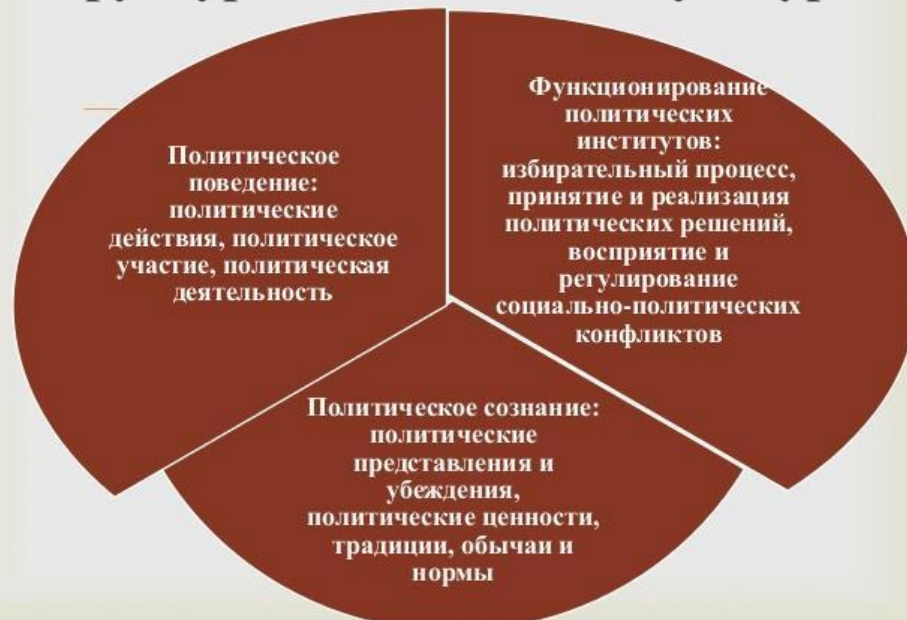 Политическое
поведение:
политические
действия, политическое
участие, политическая
деятельность
Функционирование
политических
институтов:
избирательный процесс,
принятие и реализация
политических решений,
восприятие и
регулирование
социально-политических
конфликтов
Политическое сознание:
политические
представления и
убеждения,
политические ценности,
традиции, обычаи и
нормы